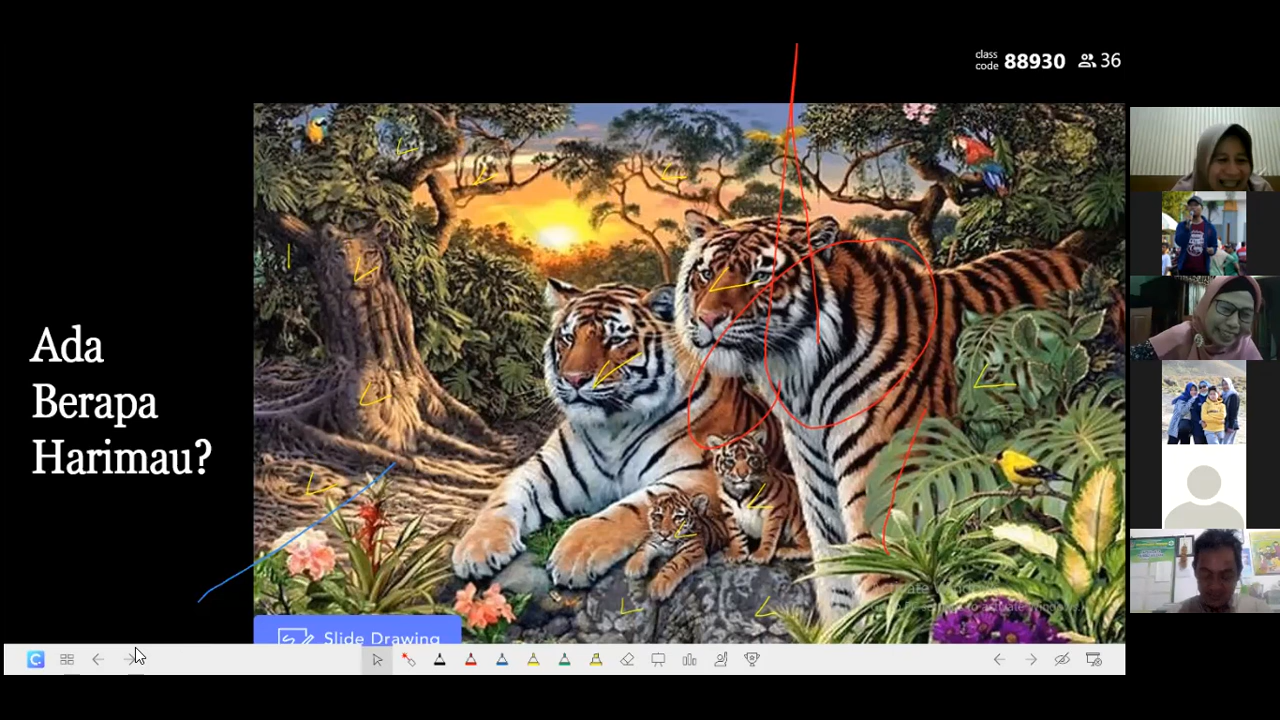 class
code 88930 36
Ada
Berapa
Harimau?
Slide Drawing